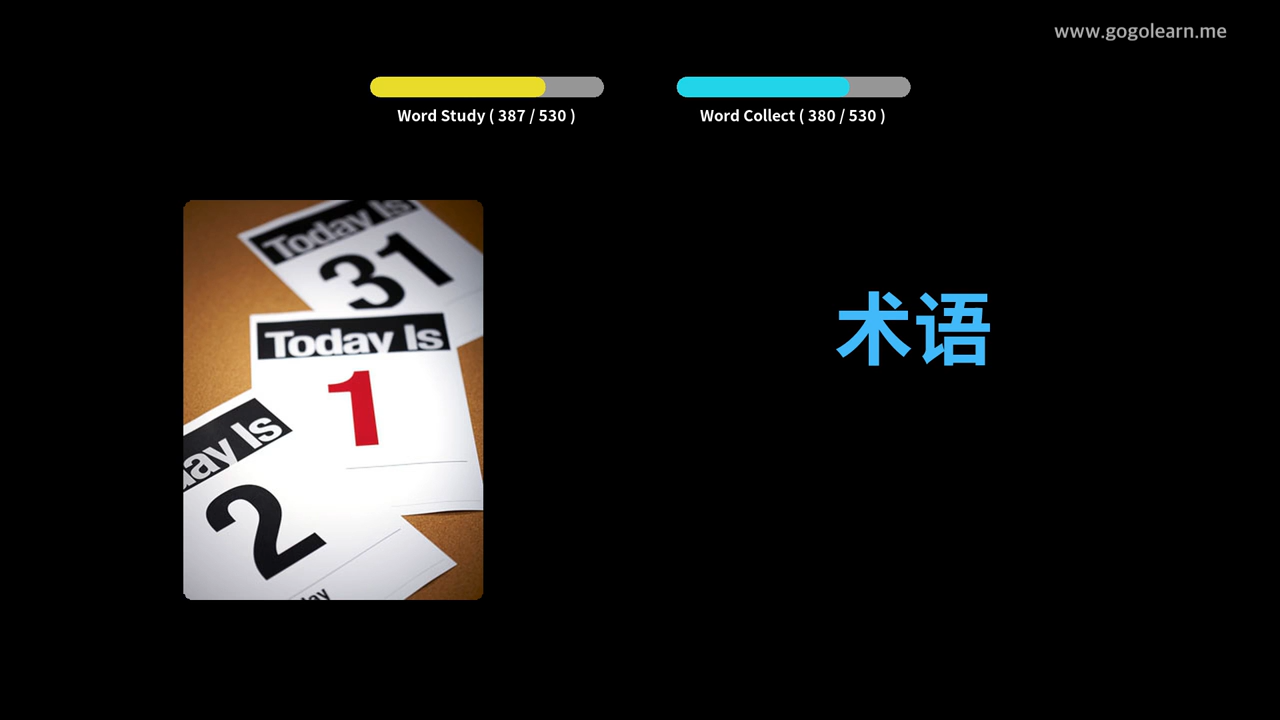 www.gogolearn.me
Word Study ( 387 / 530 )
Word Collect ( 380 / 530 )
Today Is
31
Today Is
1
ay Is
2
ay
术语